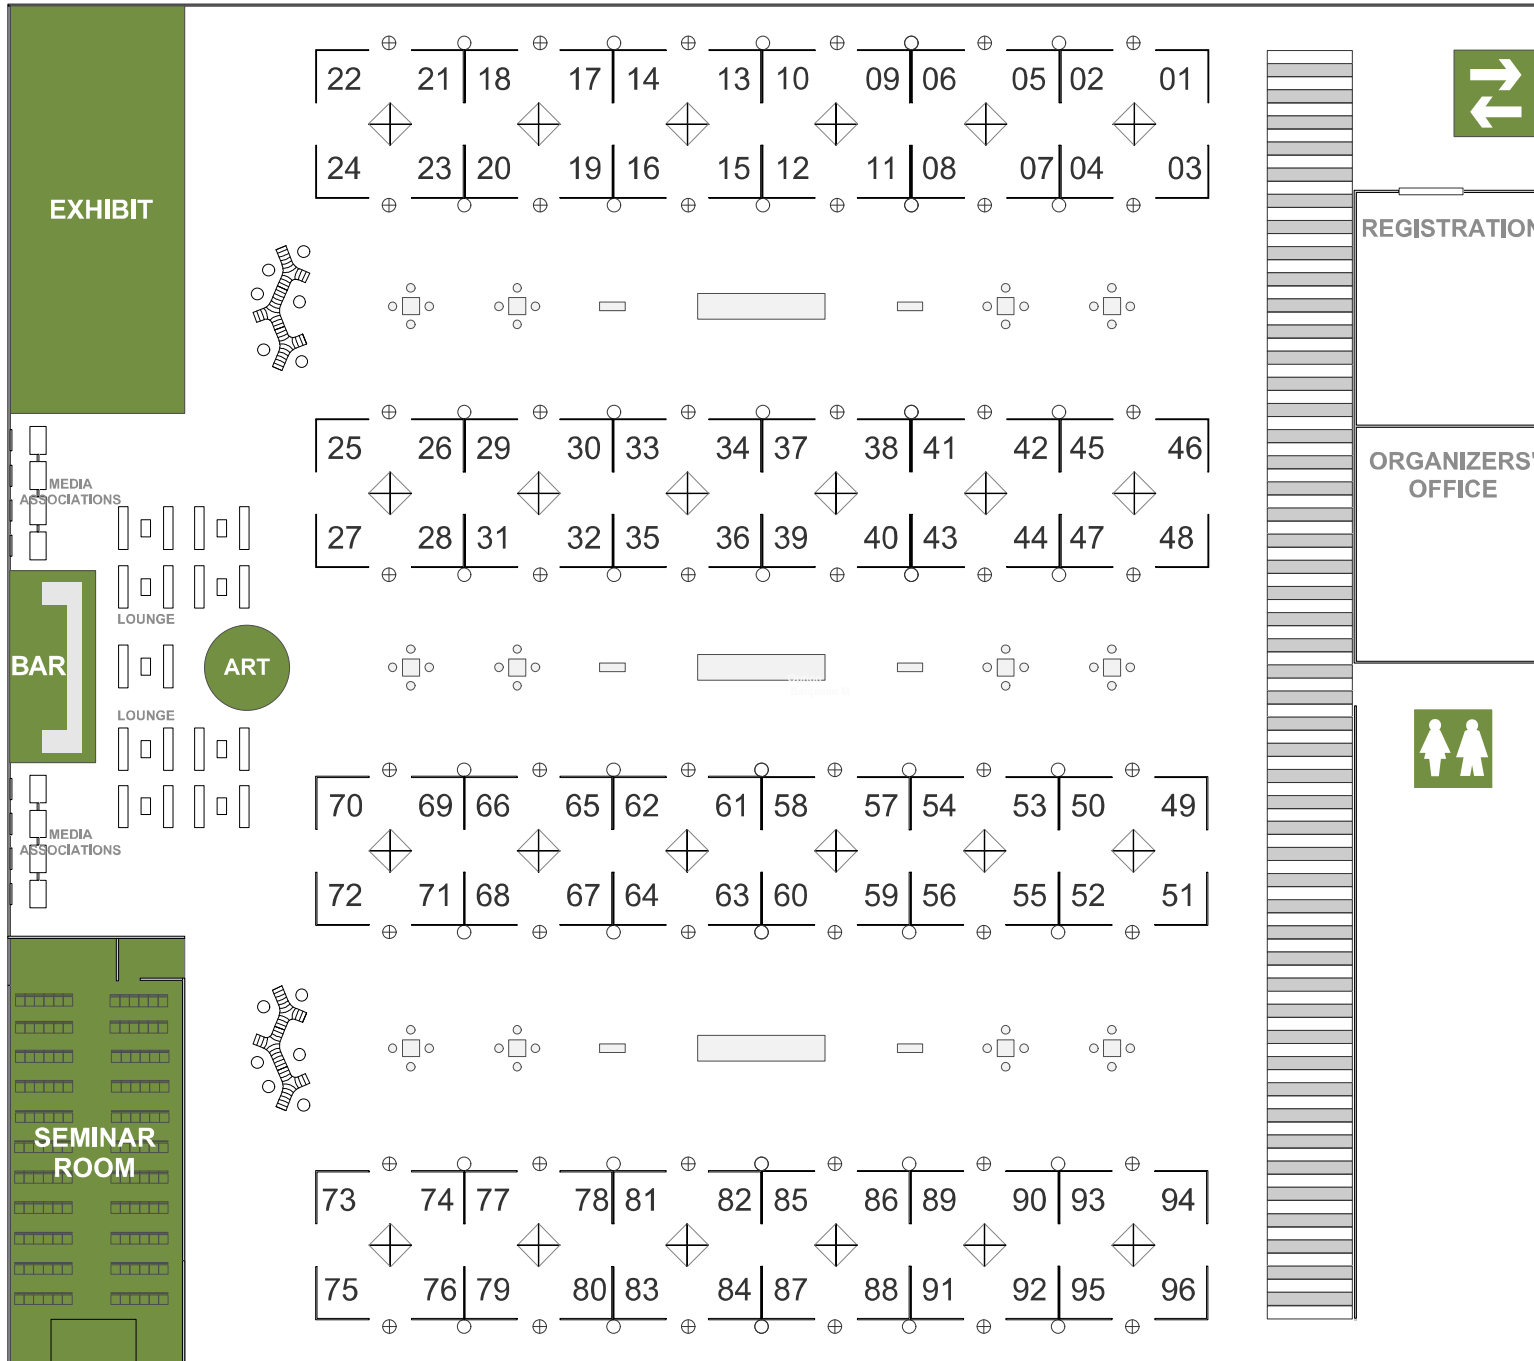 22 21 18 17 14 13 10 09 06 05 02 01
24 23 20 19 16 15 12 11 08 07 04 03
EXHIBIT
REGISTRATION
25 26 29 30 33 34 37 38 41 42 45 46
ORGANIZERS'
OFFICE
MEDIA
ASSOCIATIONS
27 28 31 32 35 36 39 40 43 44 47 48
LOUNGE
BAR
ART
LOUNGE
70 69 66 65 62 61 58 57 54 53 50 49
MEDIA
ASSOCIATIONS
72 71 68 67 64 63 60 59 56 55 52 51
SEMINAR
ROOM
73 74 77 78 81 82 85 86 89 90 93 94
75 76 79 80 83 84 87 88 91 92 95 96